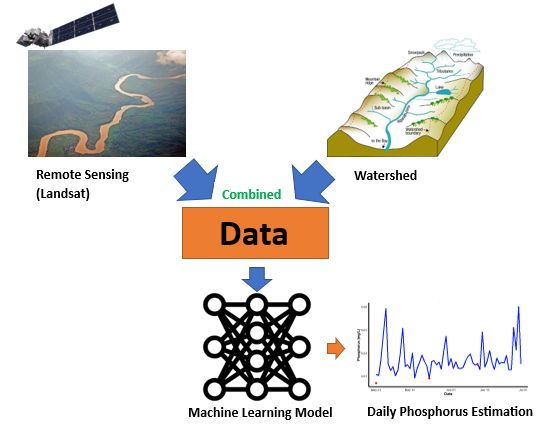 Snowpack
Precipitation
Tributaries
Mountain
ridge
Lake
Sub basin
Watershed
boundary
to the Bay
Remote Sensing
(Landsat)
Watershed
Combined
Data
Phosphorus (mg/L)
Date
Machine Learning Model
Daily Phosphorus Estimation